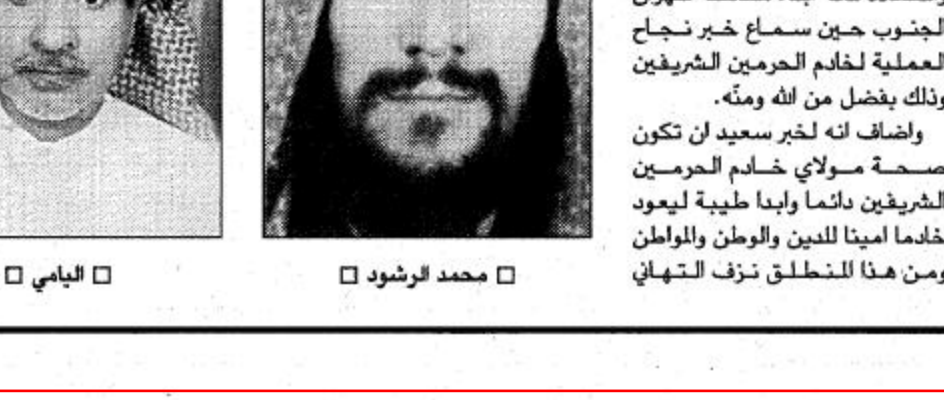 الجنوب حين سماع خبر نجاح
العملية لخادم الحرمين الشريفين
وذلك بفضل من الله ومنّه.
واضاف انه لخبر سعيد ان تكون
صحة مولاي خادم الحرمين
الشريفين دائما وابدا طيبة ليعود
خادما امينا للدين والوطن والمواطن
ومن هذا المنطلق نزف التهاني
□ محمد الرشود □
□ اليامي □